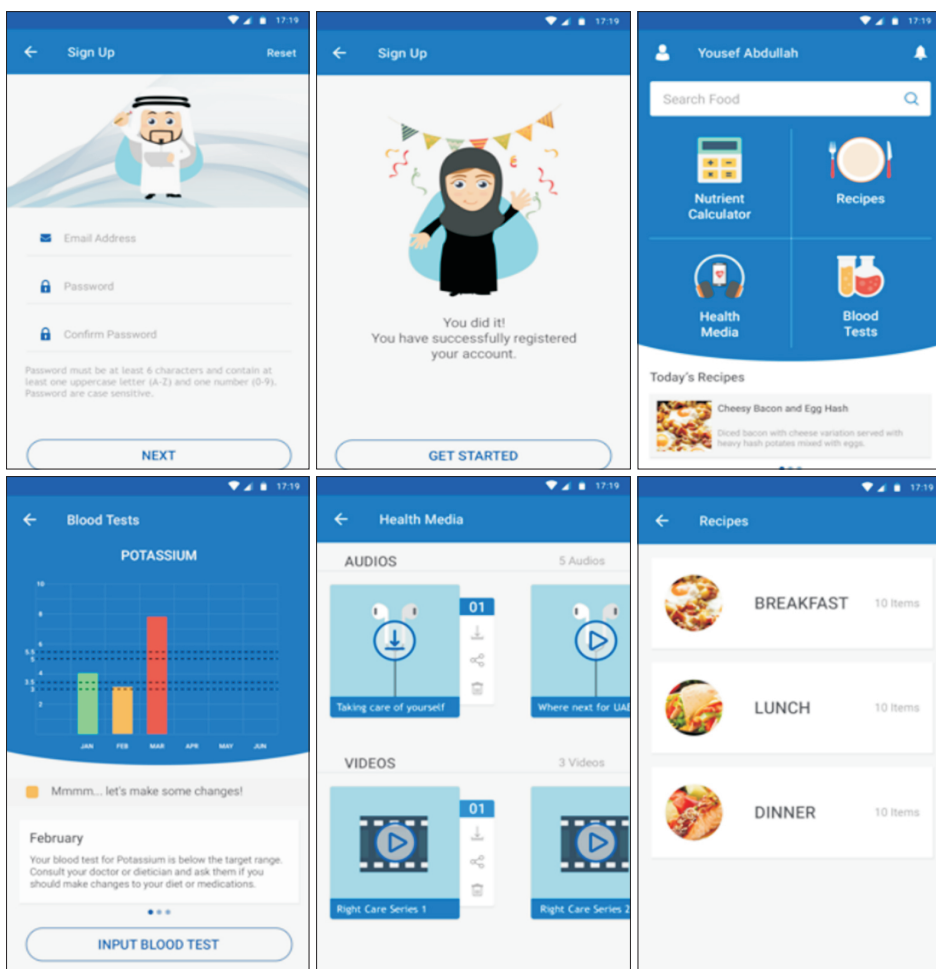 17:19
Sign Up
Reset
Email Address
Password
Confirm Password
Password must be at least 6 characters and contain at
least one uppercase letter (A-Z) and one number (0-9).
Password are case sensitive.
NEXT
17:19
Sign Up
You did it!
You have successfully registered
your account.
GET STARTED
17:19
Yousef Abdullah
Search Food
Nutrient
Calculator
Recipes
Health
Media
Blood
Tests
Today's Recipes
Cheesy Bacon and Egg Hash
Diced bacon with cheese variation served with
heavy hash potates mixed with eggs.
17:19
Blood Tests
POTASSIUM
10
8
6
5.5
5
4
3.5
3
2
JAN FEB MAR APR MAY JUN
Mmmm... let's make some changes!
February
Your blood test for Potassium is below the target range.
Consult your doctor or dietician and ask them if you
should make changes to your diet or medications.
INPUT BLOOD TEST
17:19
Health Media
AUDIOS
5 Audios
01
Taking care of yourself
Where next for UAE
VIDEOS
3 Videos
01
Right Care Series 1
Right Care Series 2
17:19
Recipes
BREAKFAST
10 Items
LUNCH
10 Items
DINNER
10 Items